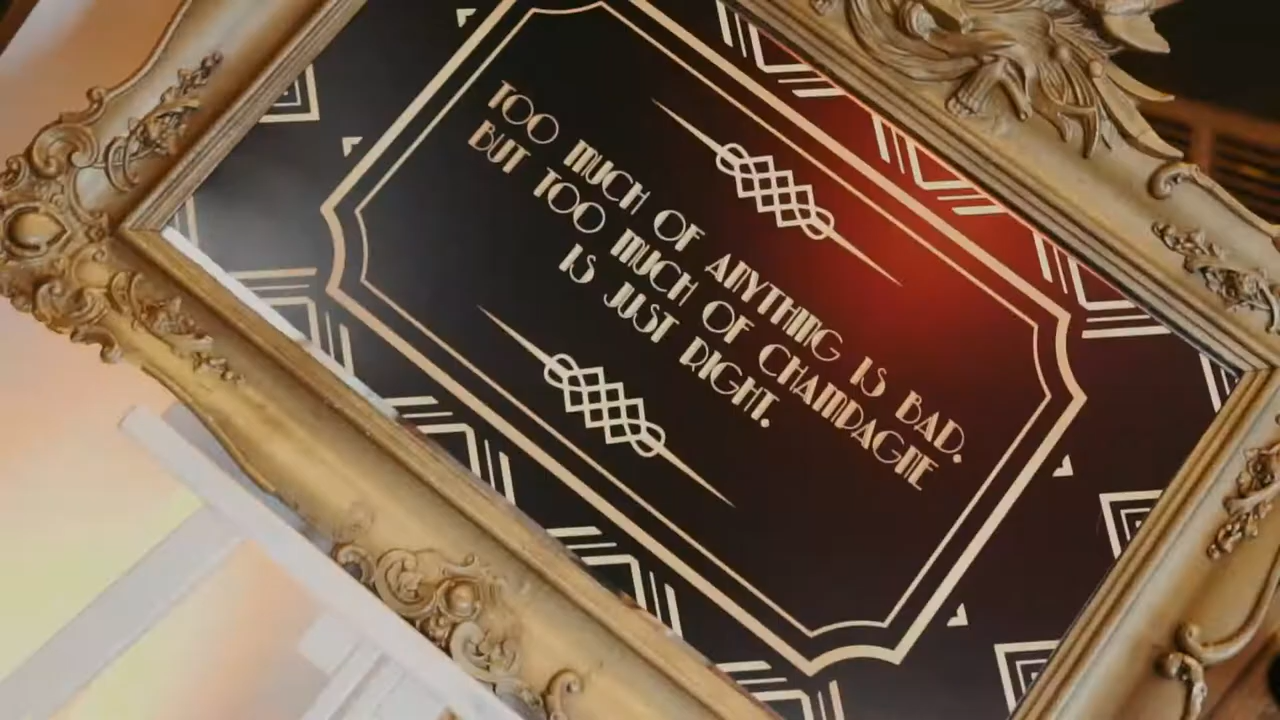 TOO MUCH OF ANYTHING IS BAD,
BUT TOO MUCH OF CHAMPAGNE
IS JUST RIGHT.